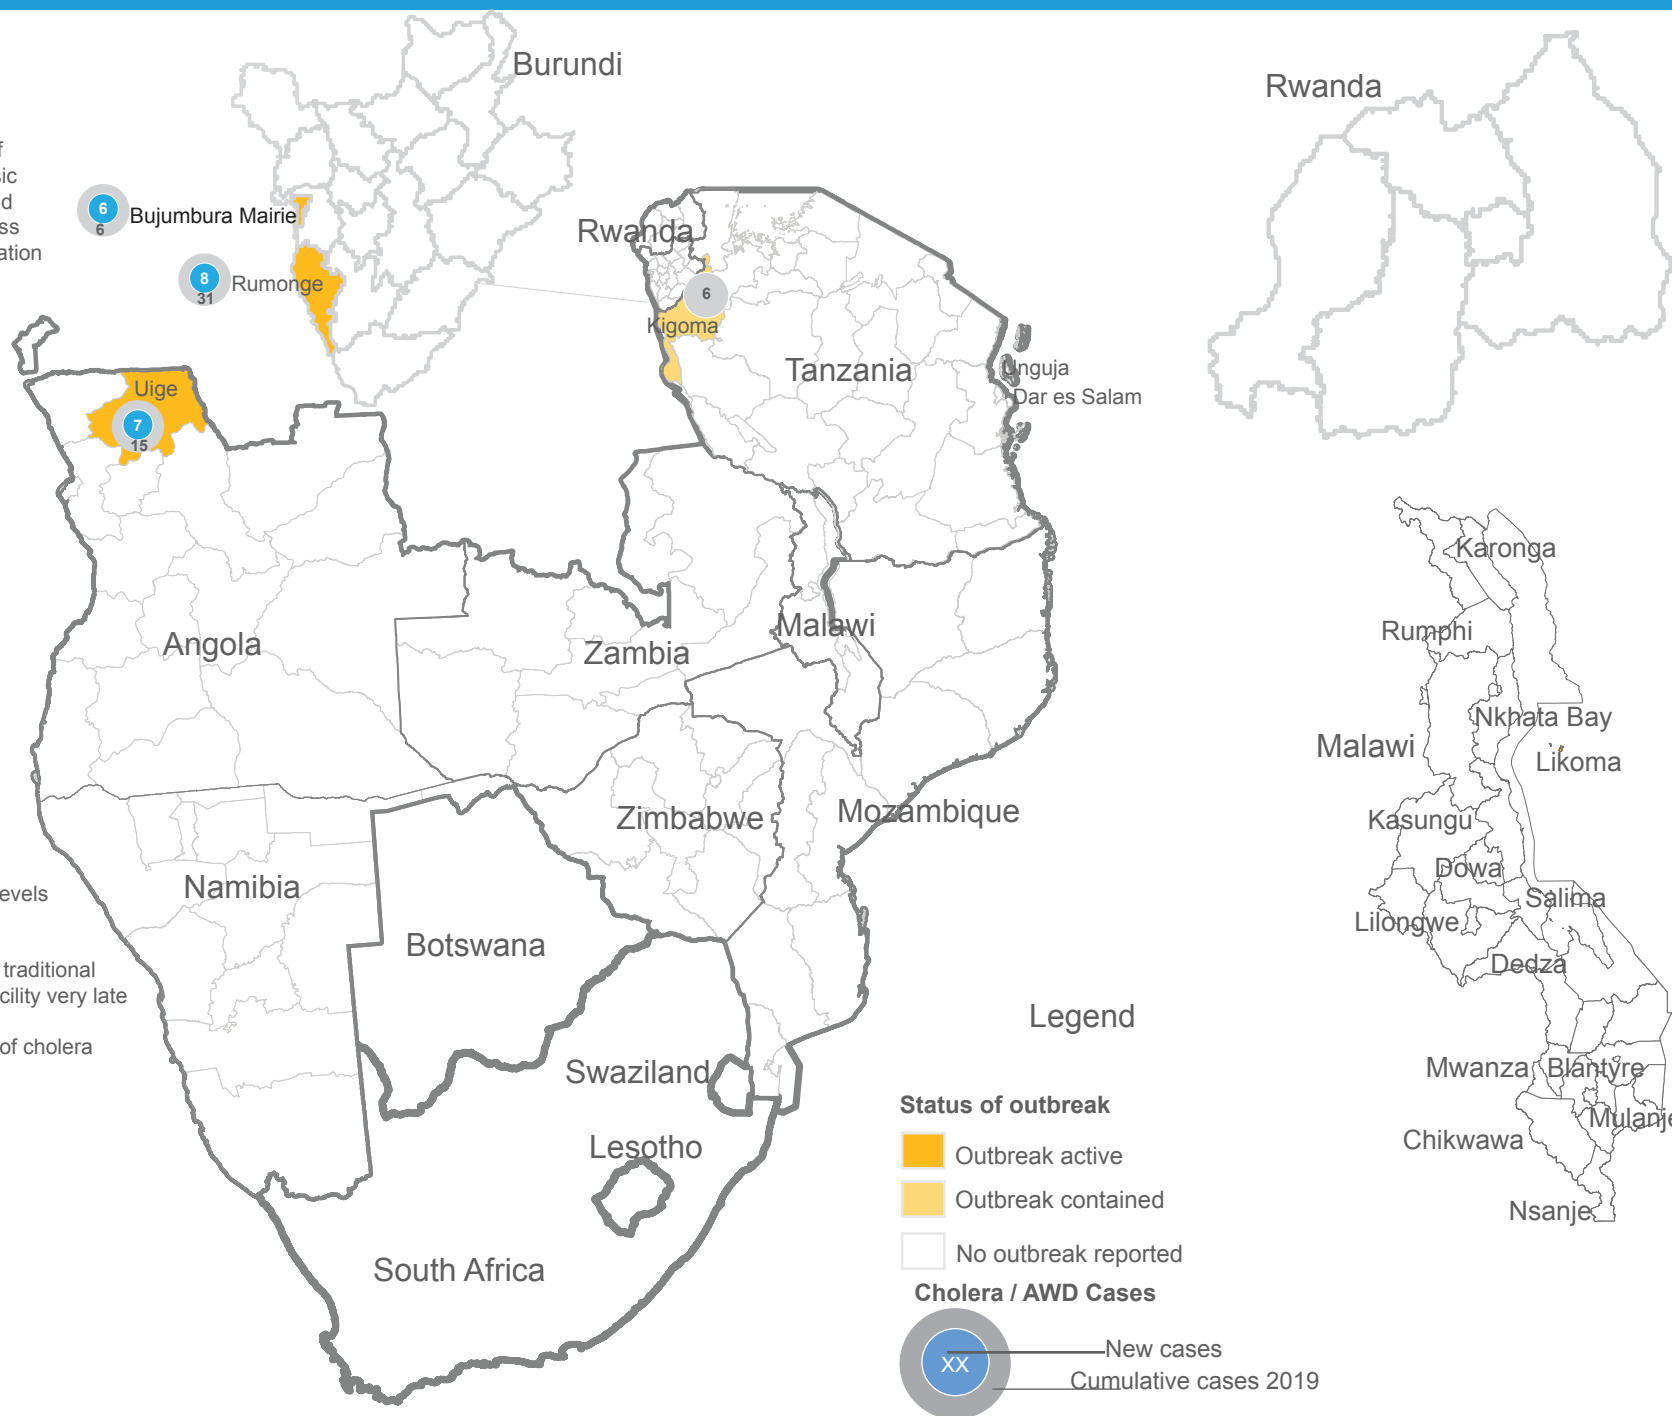 Burundi
Rwanda
f
sic
d
ss
ation
6
6
Bujumbura Mairie
8
31
Rumonge
Rwanda
6
Kigoma
Tanzania
Unguja
Dar es Salam
Uige
7
15
Karonga
Rumphi
Malawi
Angola
Zambia
Nkhata Bay
Malawi
Likoma
Zimbabwe
Mozambique
Kasungu
Dowa
Namibia
evels
Salima
Lilongwe
Botswana
traditional
cility very late
Dedza
Legend
of cholera
Swaziland
Mwanza
Blantyre
Status of outbreak
Mulanje
Lesotho
Chikwawa
Outbreak active
Outbreak contained
Nsanje
No outbreak reported
South Africa
Cholera / AWD Cases
XX
New cases
Cumulative cases 2019